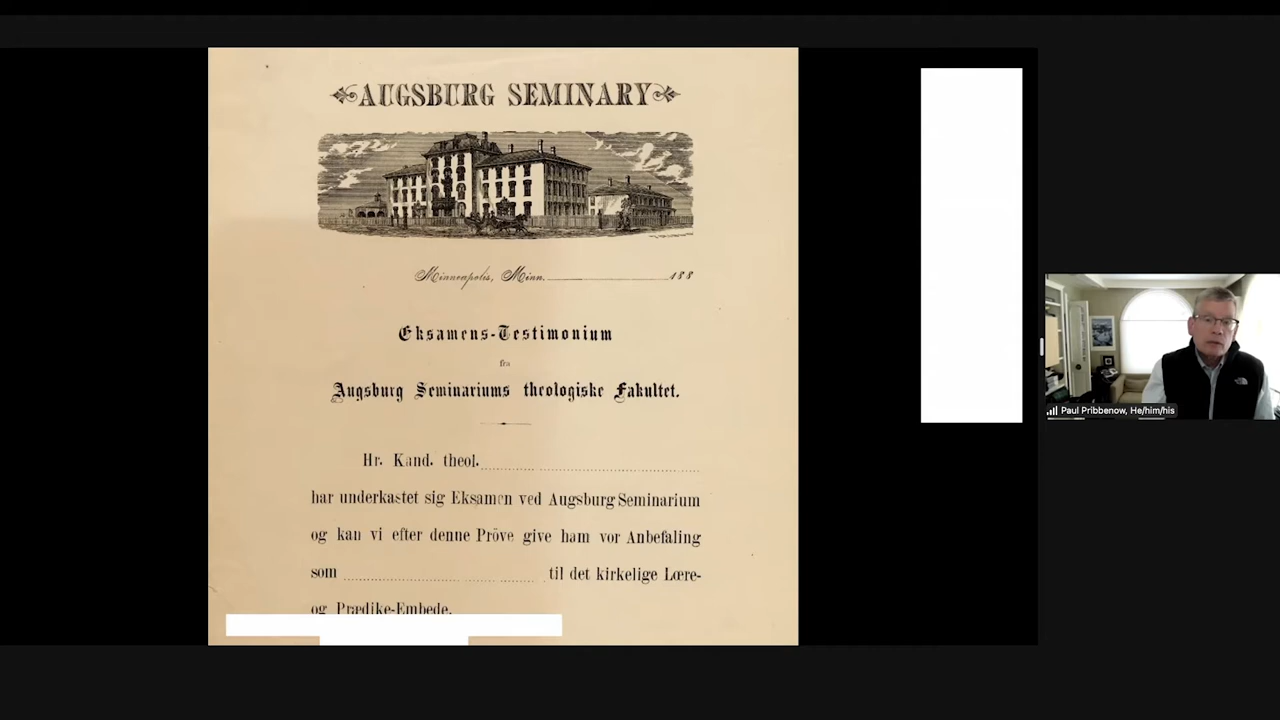 AUGSBURG SEMINARY
Minneapolis, Minn. 188
Eksamens-Testimonium
fra
Augsburg Seminariums theologiske Fakultet.
Hr. Kand. theol.
har underkastet sig Eksamen ved Augsburg Seminarium
og kan vi efter denne Pröve give ham vor Anbefaling
som til det kirkelige Lære-
og Prædike-Embede.
Paul Pribbenow, He/him/his